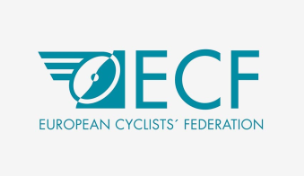 ECF
EUROPEAN CYCLISTS´ FEDERATION